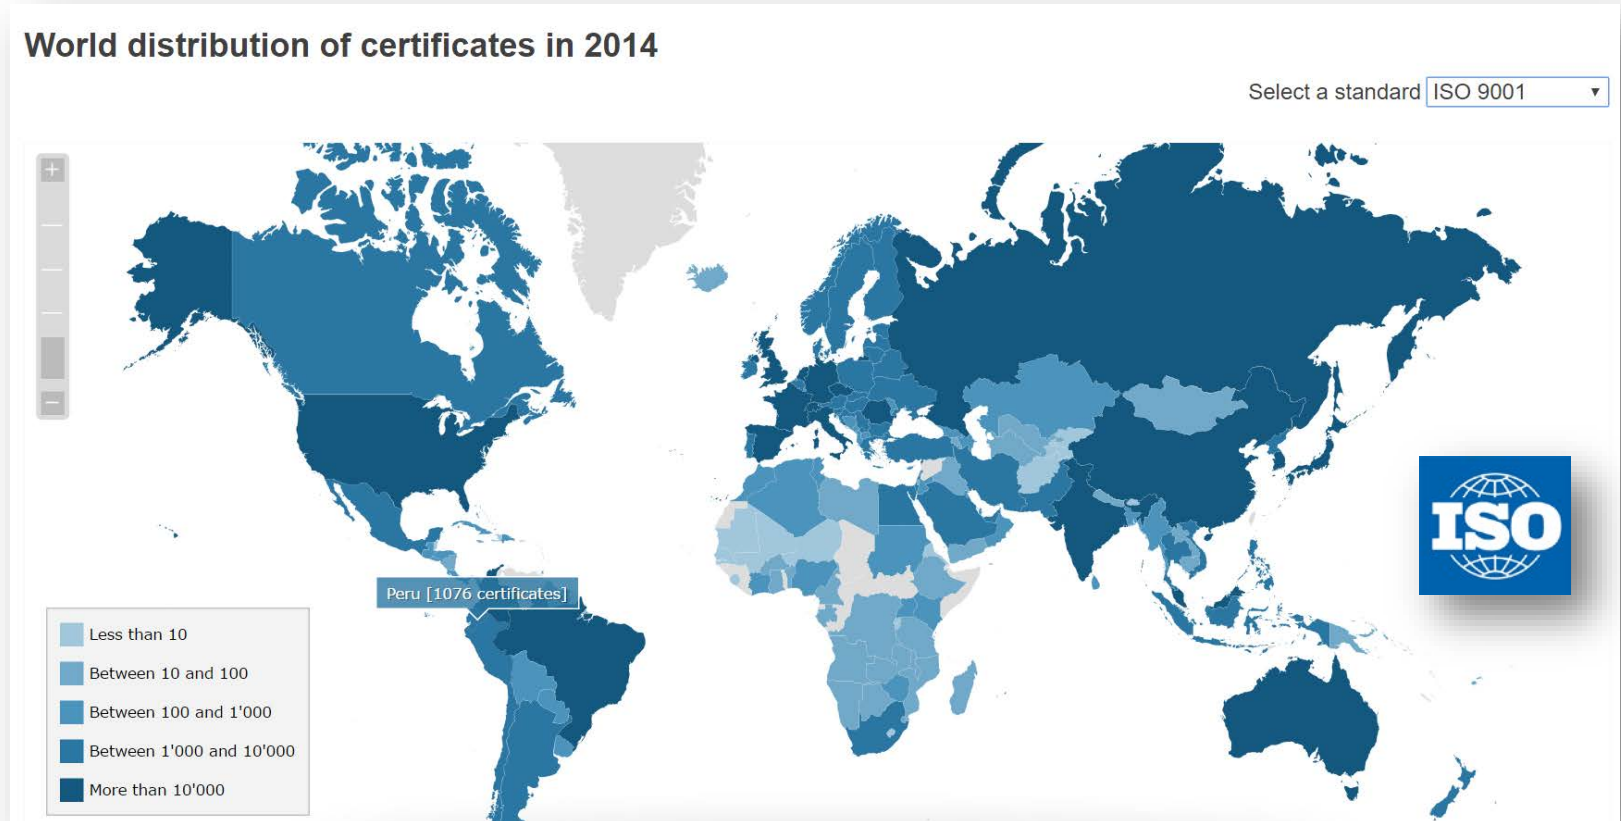 World distribution of certificates in 2014
Select a standard ISO 9001
+
−
Peru [1076 certificates]
ISO
Less than 10
Between 10 and 100
Between 100 and 1'000
Between 1'000 and 10'000
More than 10'000